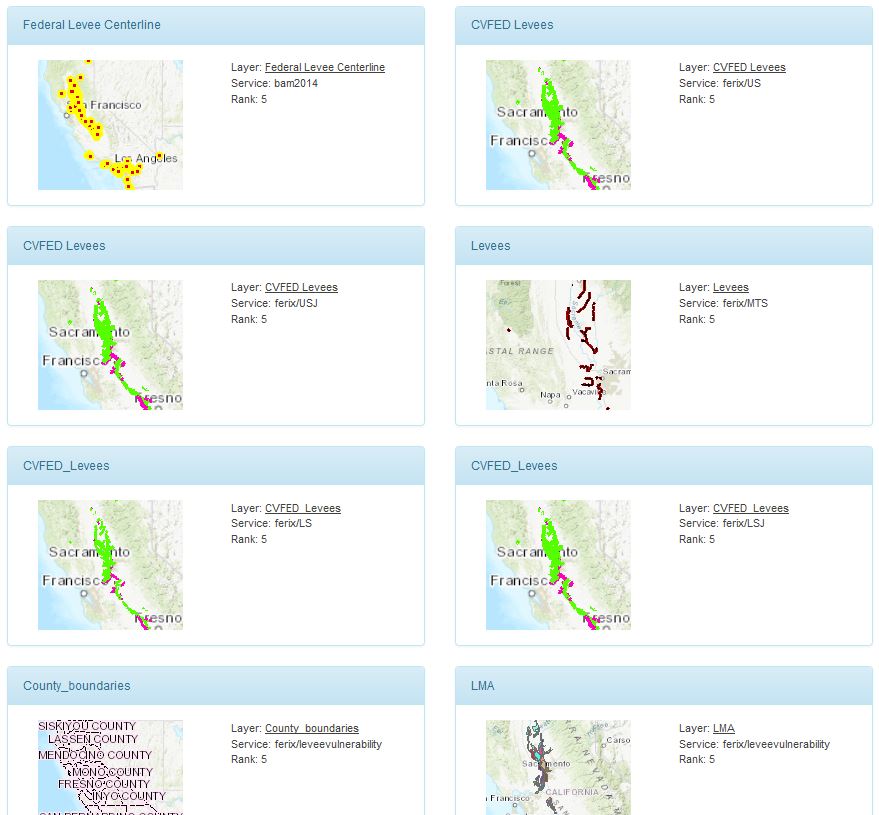 Federal Levee Centerline
San Francisco
Los Angeles
Layer: Federal Levee Centerline
Service: bam2014
Rank: 5
CVFED Levees
Sacramento
Francisco
Fresno
Layer: CVFED Levees
Service: ferix/US
Rank: 5
CVFED Levees
Sacramento
Francisco
Fresno
Layer: CVFED Levees
Service: ferix/USJ
Rank: 5
Levees
Forest
STAL RANGE
nta Rosa
Sacram
Napa
Vacaville
Layer: Levees
Service: ferix/MTS
Rank: 5
CVFED_Levees
Sacramento
Francisco
Fresno
Layer: CVFED_Levees
Service: ferix/LS
Rank: 5
CVFED_Levees
Sacramento
Francisco
Fresno
Layer: CVFED_Levees
Service: ferix/LSJ
Rank: 5
County_boundaries
SISKIYOU COUNTY
LASSEN COUNTY
MENDOCINO COUNTY
MONO COUNTY
FRESNO COUNTY
INYO COUNTY
SAN BERNARDINO COUNTY
Layer: County_boundaries
Service: ferix/leveevulnerability
Rank: 5
LMA
Carso
Sacramento
NEVADA
CALIFORNIA
n Francisco
Layer: LMA
Service: ferix/leveevulnerability
Rank: 5